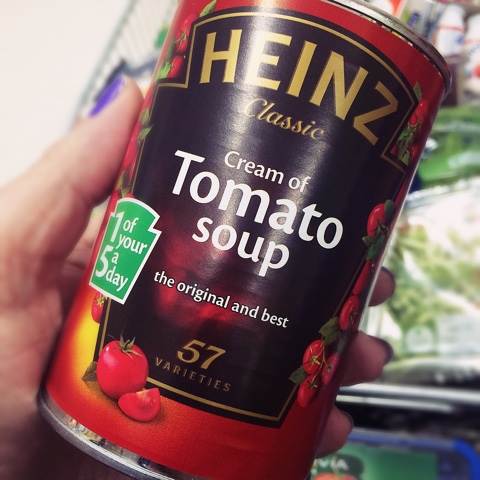 HEINZ
Classic
Cream of
Tomato
soup
1 of
your
5 a
day
the original and best
57
VARIETIES